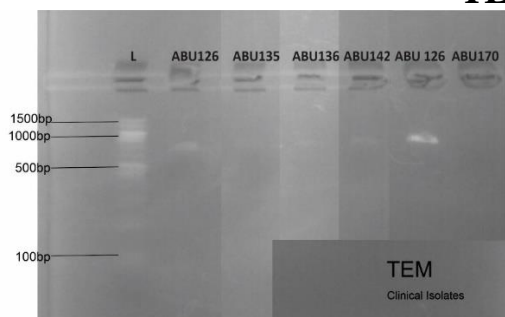 L ABU126 ABU135 ABU136 ABU142 ABU 126 ABU170
1500bp
1000bp
500bp
100bp
TEM
Clinical Isolates